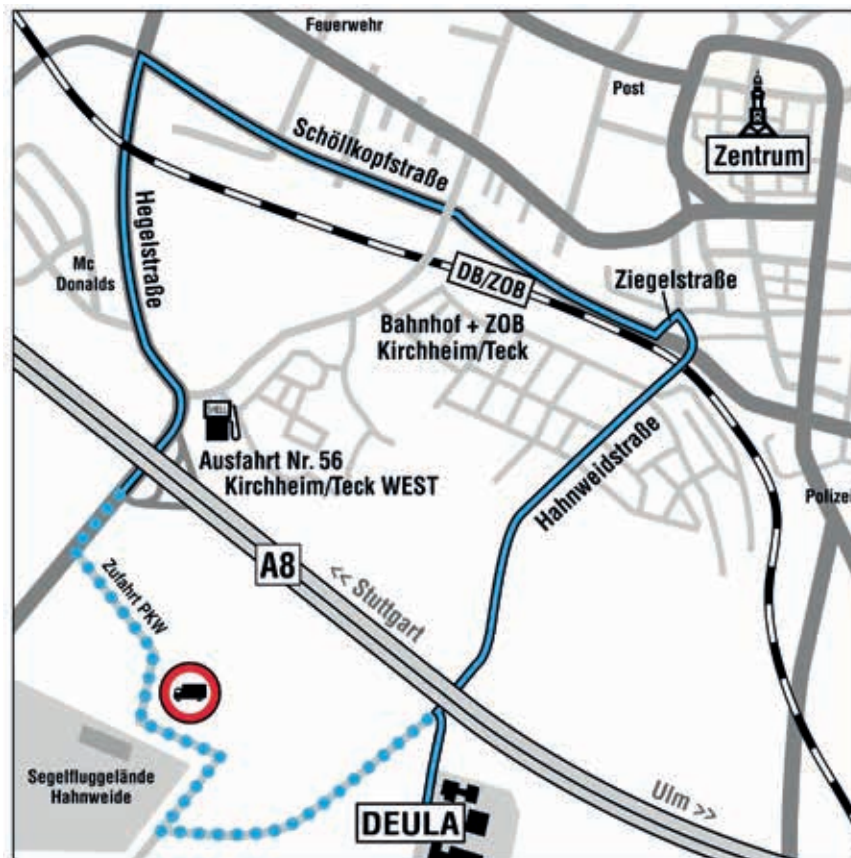 Feuerwehr
Post
Zentrum
Schöllkopfstraße
Hegelstraße
Mc
Donalds
DB/ZOB
Ziegelstraße
Bahnhof + ZOB
Kirchheim/Teck
SHELL
Ausfahrt Nr. 56
Kirchheim/Teck WEST
Hahnweidstraße
Polizei
A8
<< Stuttgart
Zufahrt PKW
Segelfluggelände
Hahnweide
Ulm >>
DEULA